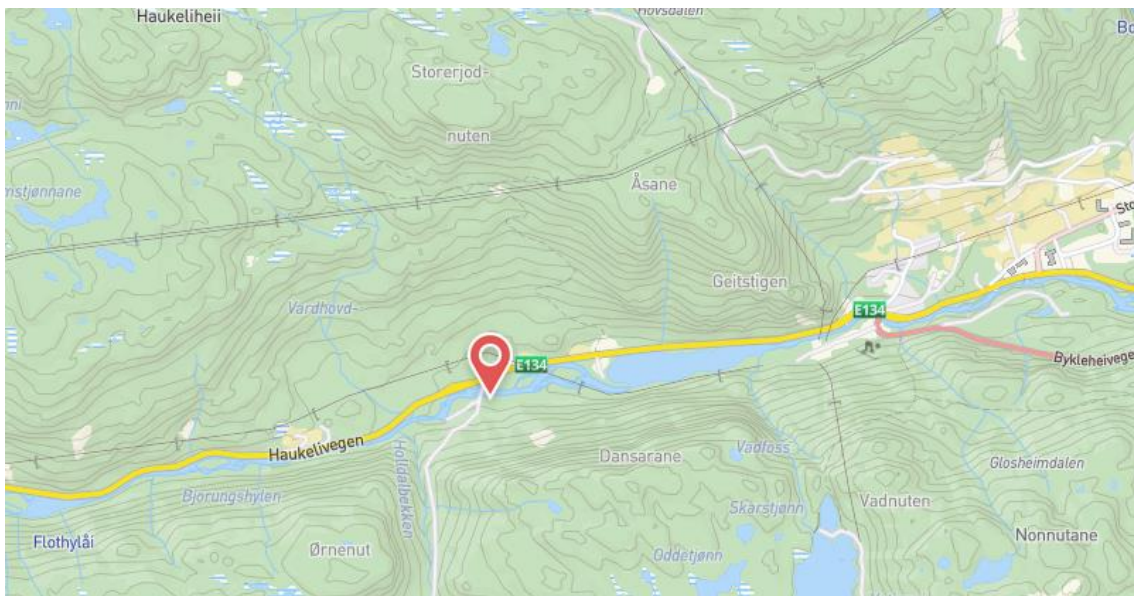 Haukeliheii
Hovsdalen
Storerjod-
nuten
Åsane
Geitstigen
Vardhovd-
E134
E134
Bykleheivegen
Haukelivegen
Holldalbekken
Dansarane
Vadfoss
Glosheimdalen
Bjørungshylen
Skarstjønn
Vadnuten
Flothylåi
Ørnenut
Oddetjønn
Nonnutane